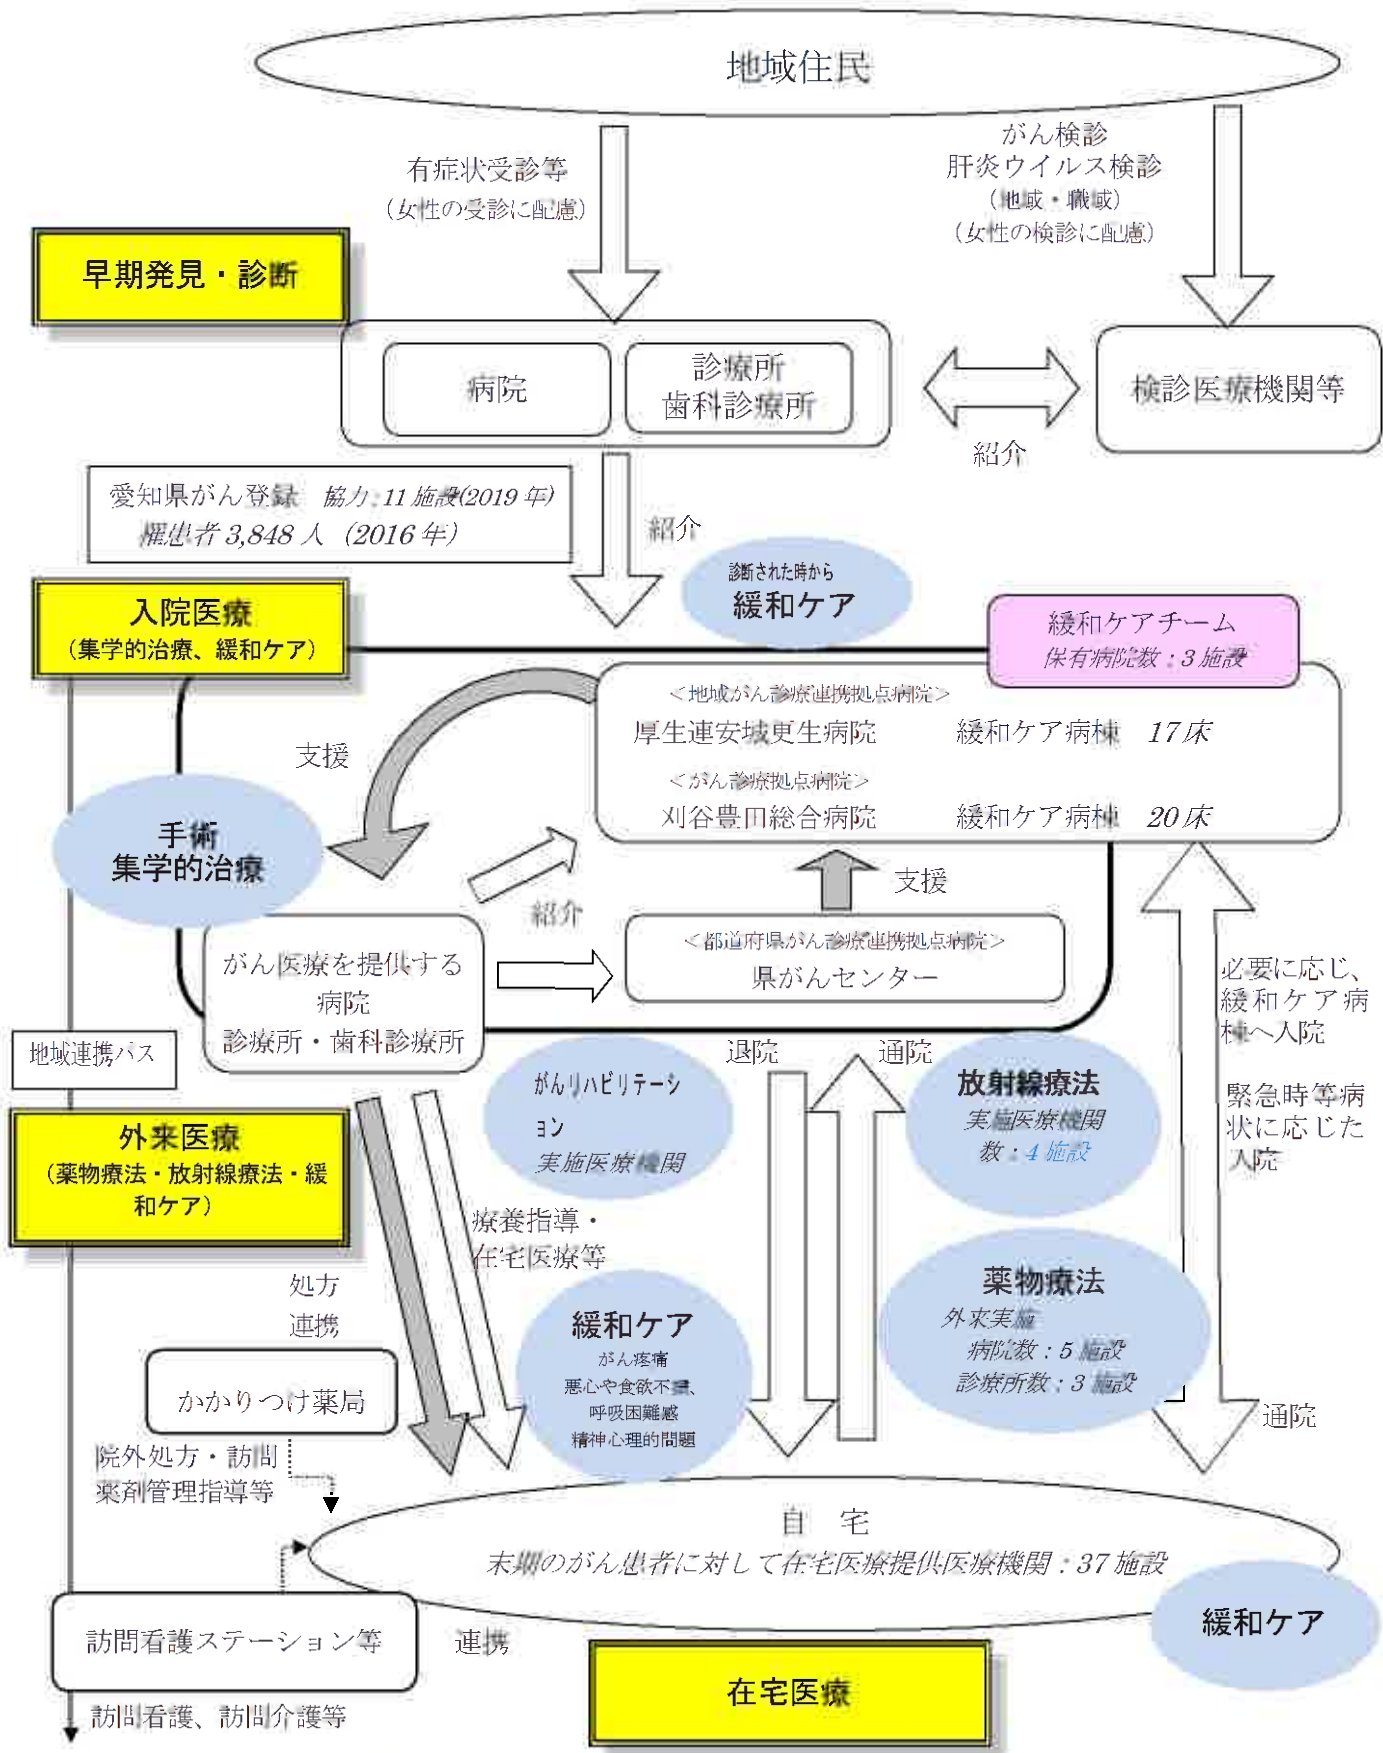 地域住民
有症状受診等
（女性の受診に配慮）
がん検診
肝炎ウイルス検診
（地域・職域）
（女性の検診に配慮）
早期発見・診断
病院
診療所
歯科診療所
検診医療機関等
紹介
愛知県がん登録　協力：11施設(2019年)
罹患者 3,848人（2016年）
紹介
診断された時から
緩和ケア
入院医療
（集学的治療、緩和ケア）
緩和ケアチーム
保有病院数：3施設
＜地域がん診療連携拠点病院＞
厚生連安城更生病院　緩和ケア病棟　17床
＜がん診療拠点病院＞
刈谷豊田総合病院　緩和ケア病棟　20床
支援
手術
集学的治療
紹介
支援
＜都道府県がん診療連携拠点病院＞
県がんセンター
がん医療を提供する
病院
診療所・歯科診療所
必要に応じ、
緩和ケア病
棟へ入院
緊急時等病
状に応じた
入院
地域連携パス
退院
通院
がんリハビリテーシ
ョン
実施医療機関
放射線療法
実施医療機関
数：4施設
外来医療
（薬物療法・放射線療法・緩
和ケア）
療養指導・
在宅医療等
処方
連携
緩和ケア
がん疼痛
悪心や食欲不振、
呼吸困難感
精神心理的問題
薬物療法
外来実施
病院数：5施設
診療所数：3施設
通院
かかりつけ薬局
院外処方・訪問
薬剤管理指導等
自　宅
末期のがん患者に対して在宅医療提供医療機関：37施設
緩和ケア
訪問看護ステーション等
連携
在宅医療
訪問看護、訪問介護等